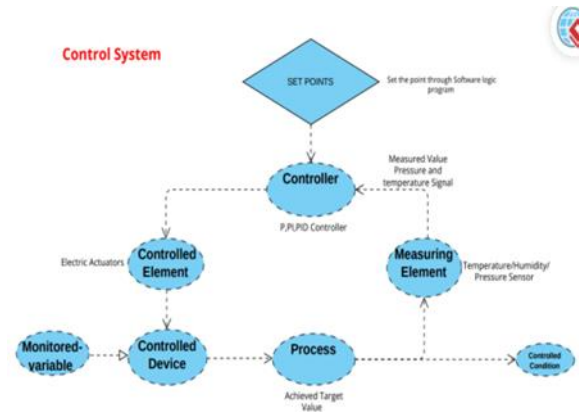 Control System
SET POINTS
Set the point through Software logic
program
Measured Value
Pressure and
temperature Signal
Controller
P,PI,PID Controller
Electric Actuators
Controlled
Element
Measuring
Element
Temperature/Humidity/
Pressure Sensor
Monitored-
variable
Controlled
Device
Process
Controlled
Condition
Achieved Target
Value